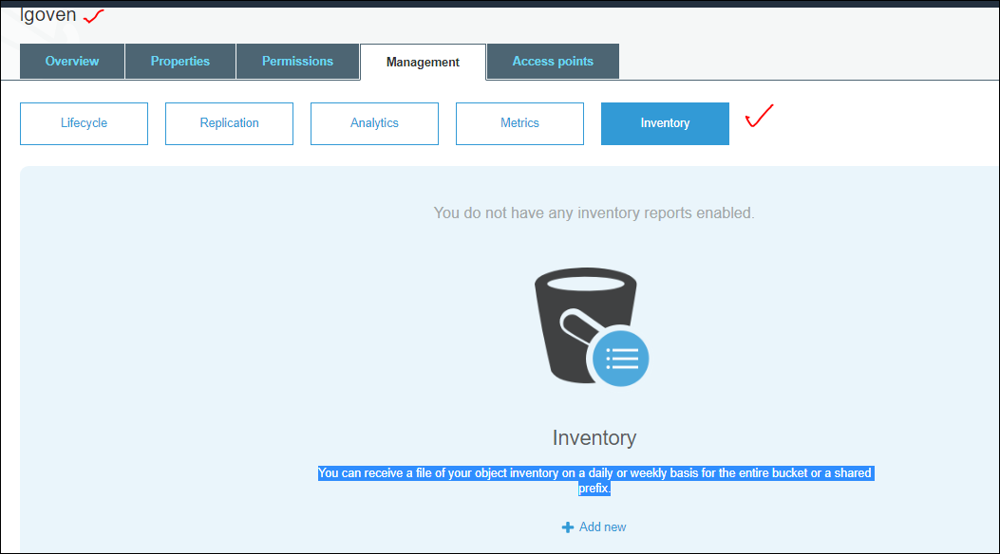 lgoven
Overview
Properties
Permissions
Management
Access points
Lifecycle
Replication
Analytics
Metrics
Inventory
You do not have any inventory reports enabled.
Inventory
You can receive a file of your object inventory on a daily or weekly basis for the entire bucket or a shared
prefix.
Add new